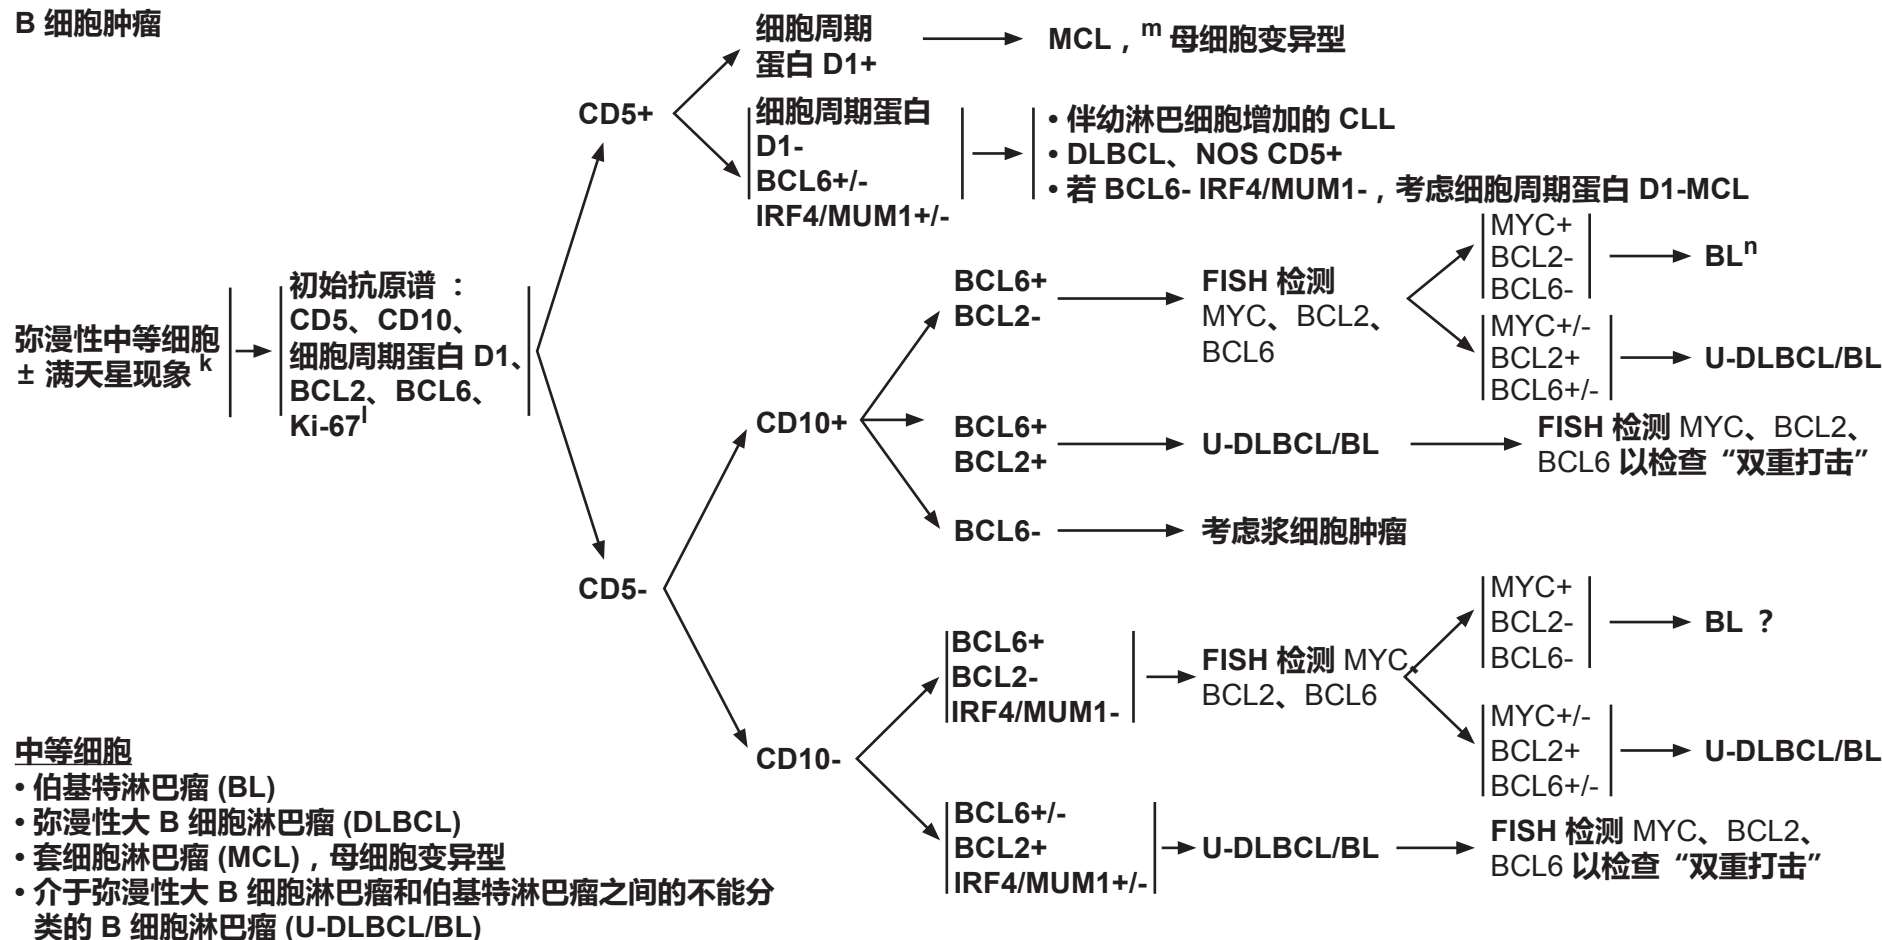 B 细胞肿瘤
细胞周期
蛋白 D1+
MCL，m 母细胞变异型
CD5+
细胞周期蛋白
D1-
BCL6+/-
IRF4/MUM1+/-
• 伴幼淋巴细胞增加的 CLL
• DLBCL、NOS CD5+
• 若 BCL6- IRF4/MUM1-，考虑细胞周期蛋白 D1-MCL
弥漫性中等细胞
± 满天星现象 k
初始抗原谱 ：
CD5、CD10、
细胞周期蛋白 D1、
BCL2、BCL6、
Ki-67l
CD5-
CD10+
BCL6+
BCL2-
FISH 检测
MYC、BCL2、
BCL6
MYC+
BCL2-
BCL6-
BLn
MYC+/-
BCL2+
BCL6+/-
U-DLBCL/BL
BCL6+
BCL2+
U-DLBCL/BL
FISH 检测 MYC、BCL2、
BCL6 以检查“双重打击”
BCL6-
考虑浆细胞肿瘤
CD10-
BCL6+
BCL2-
IRF4/MUM1-
FISH 检测 MYC、
BCL2、BCL6
MYC+
BCL2-
BCL6-
BL ？
MYC+/-
BCL2+
BCL6+/-
U-DLBCL/BL
BCL6+/-
BCL2+
IRF4/MUM1+/-
U-DLBCL/BL
FISH 检测 MYC、BCL2、
BCL6 以检查“双重打击”
中等细胞
• 伯基特淋巴瘤 (BL)
• 弥漫性大 B 细胞淋巴瘤 (DLBCL)
• 套细胞淋巴瘤 (MCL)，母细胞变异型
• 介于弥漫性大 B 细胞淋巴瘤和伯基特淋巴瘤之间的不能分
类的 B 细胞淋巴瘤 (U-DLBCL/BL)